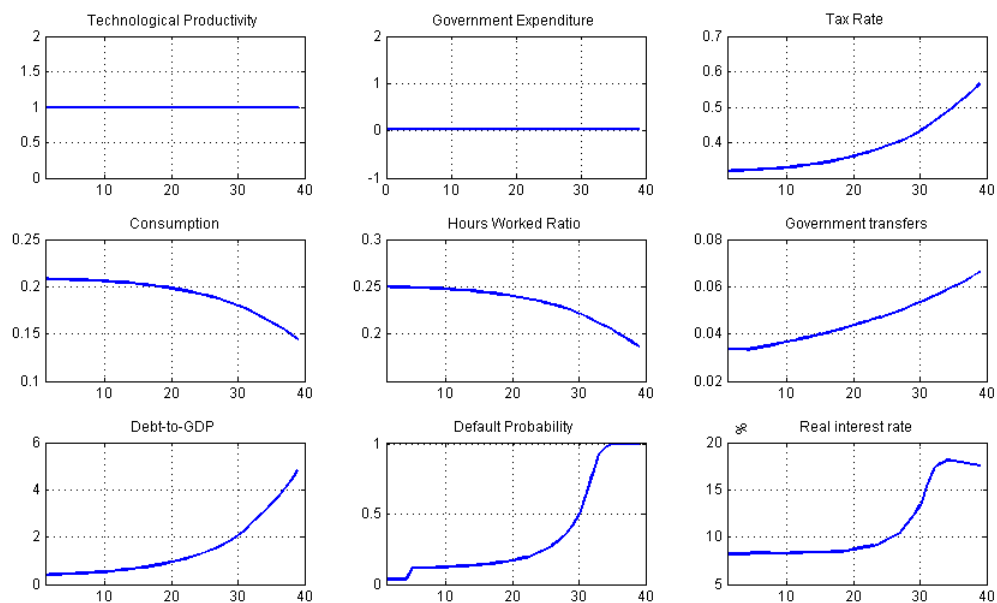 Technological Productivity
2
1.5
1
0.5
0
10 20 30 40
Government Expenditure
2
1
0
-1
0 10 20 30 40
Tax Rate
0.7
0.6
0.5
0.4
10 20 30 40
Consumption
0.25
0.2
0.15
0.1
10 20 30 40
Hours Worked Ratio
0.3
0.25
0.2
10 20 30 40
Government transfers
0.08
0.06
0.04
0.02
10 20 30 40
Debt-to-GDP
6
4
2
0
10 20 30 40
Default Probability
1
0.5
0
10 20 30 40
% Real interest rate
20
15
10
5
10 20 30 40